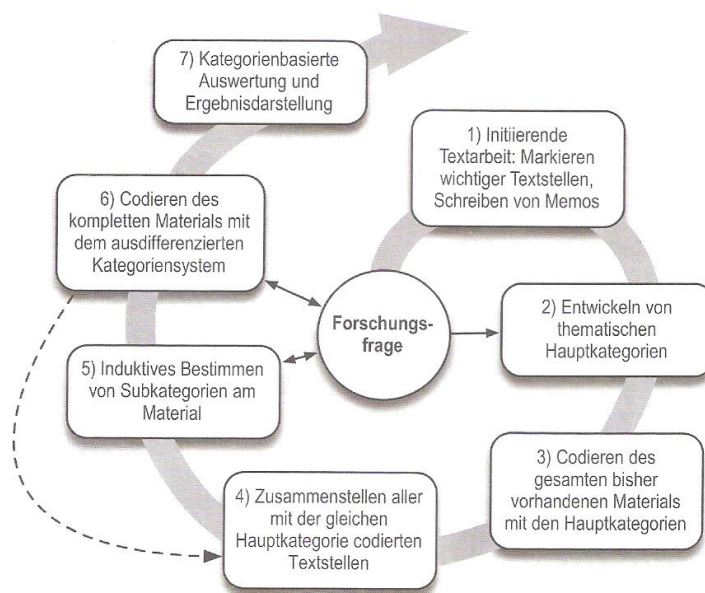 7) Kategorienbasierte
Auswertung und
Ergebnisdarstellung
1) Initiierende
Textarbeit: Markieren
wichtiger Textstellen,
Schreiben von Memos
6) Codieren des
kompletten Materials mit
dem ausdifferenzierten
Kategoriensystem
Forschungs-
frage
2) Entwickeln von
thematischen
Hauptkategorien
5) Induktives Bestimmen
von Subkategorien am
Material
3) Codieren des
gesamten bisher
vorhandenen Materials
mit den Hauptkategorien
4) Zusammenstellen aller
mit der gleichen
Hauptkategorie codierten
Textstellen